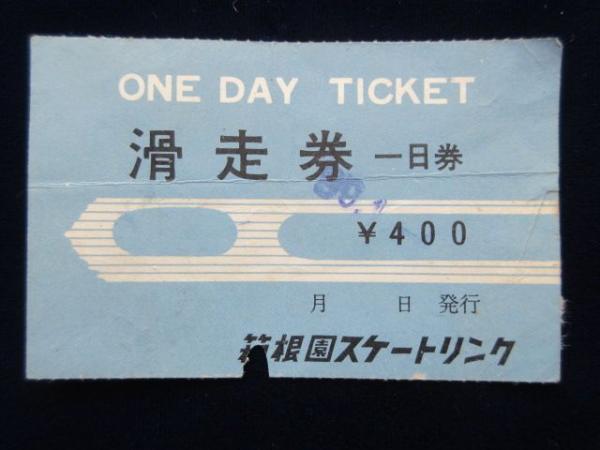 ONE DAY TICKET
滑走券 一日券
¥400
月 日 発行
箱根園スケートリンク